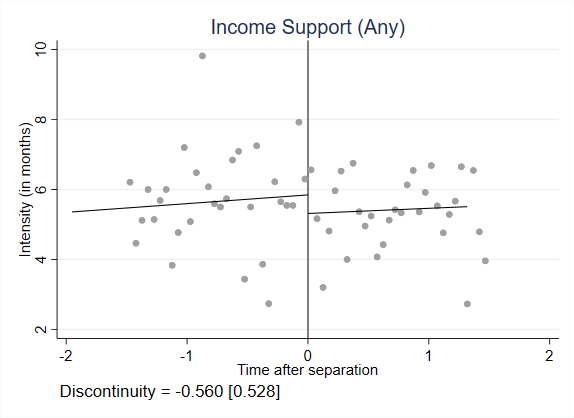 Income Support (Any)
Intensity (in months)
10
8
6
4
2
-2 -1 0 1 2
Time after separation
Discontinuity = -0.560 [0.528]